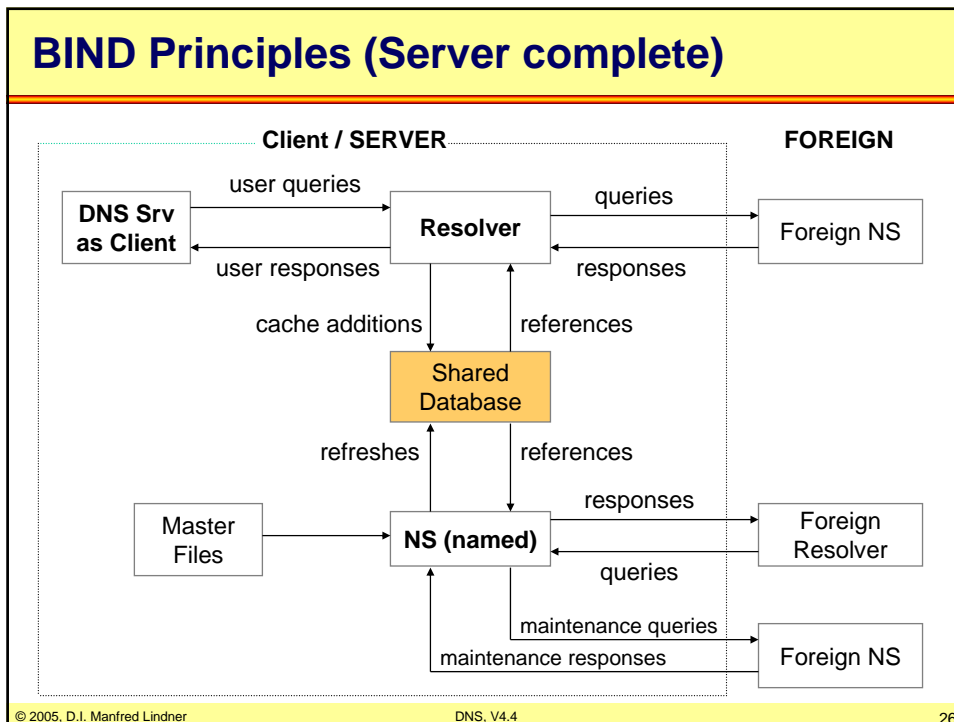 BIND Principles (Server complete)
Client / SERVER
FOREIGN
user queries
queries
DNS Srv
as Client
Resolver
Foreign NS
user responses
responses
cache additions
references
Shared
Database
refreshes
references
responses
Master
Files
NS (named)
Foreign
Resolver
queries
maintenance queries
maintenance responses
Foreign NS
© 2005, D.I. Manfred Lindner
DNS, V4.4
26